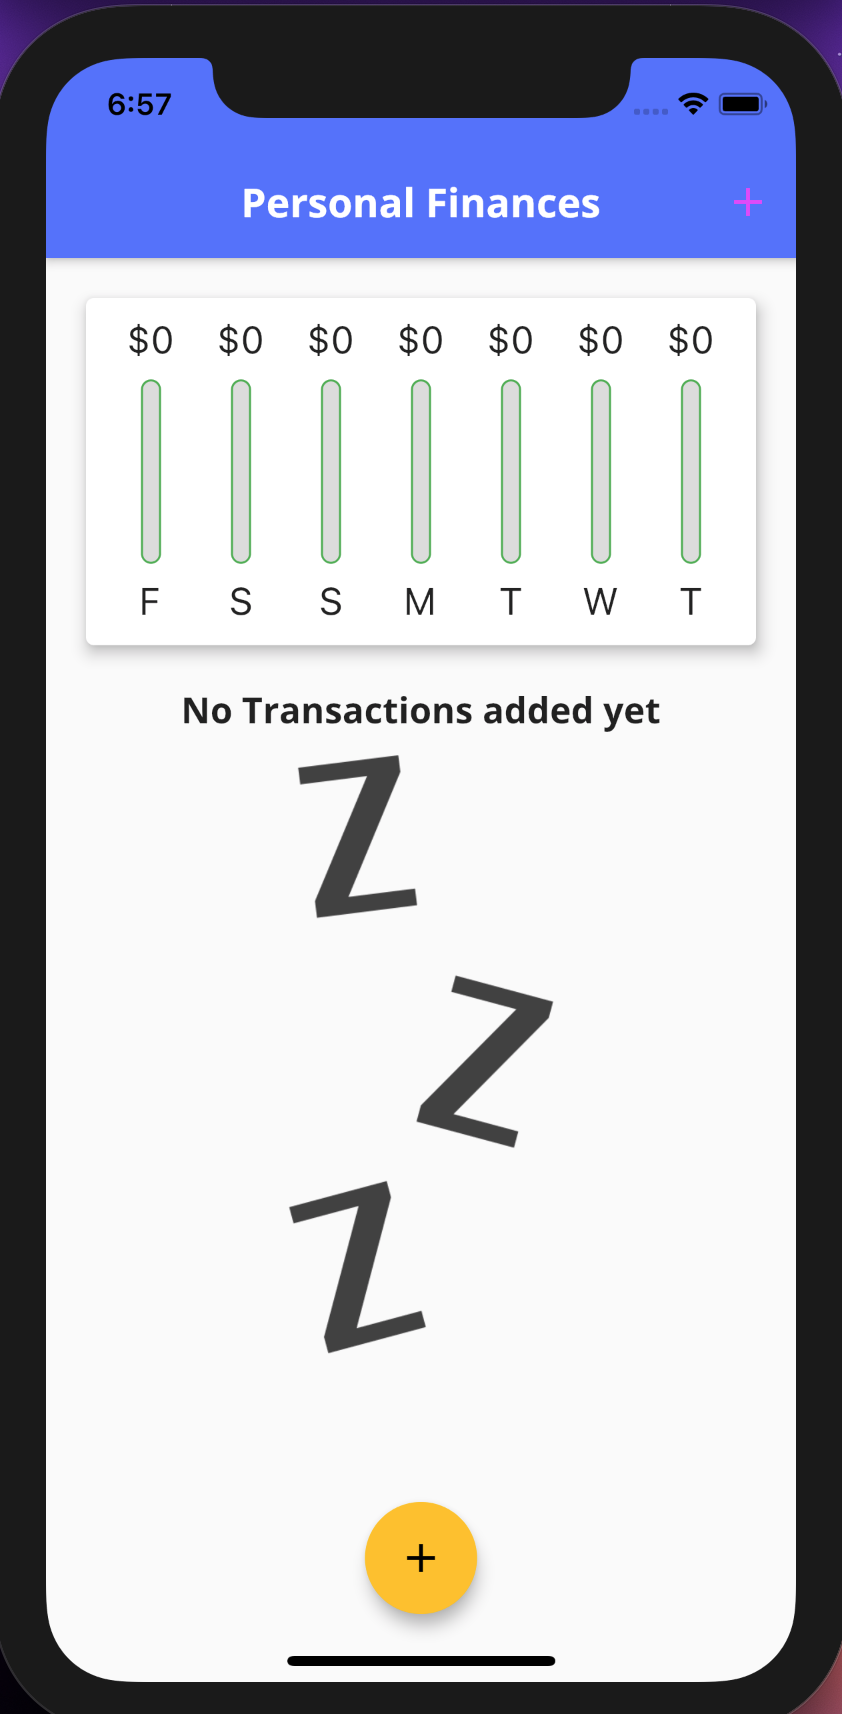 6:57
Personal Finances +
$0 $0 $0 $0 $0 $0 $0
F S S M T W T
No Transactions added yet
Z
Z
Z
+